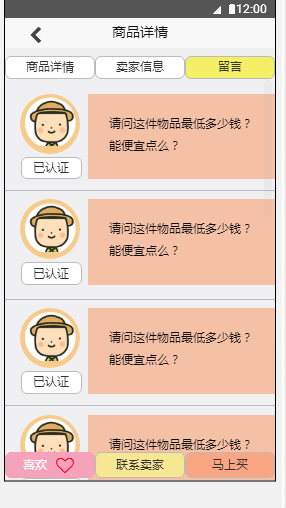 12:00
商品详情
商品详情 卖家信息 留言
请问这件物品最低多少钱？
能便宜点么？
已认证
请问这件物品最低多少钱？
能便宜点么？
已认证
请问这件物品最低多少钱？
能便宜点么？
已认证
请问这件物品最低多少钱？
喜欢 联系卖家 马上买